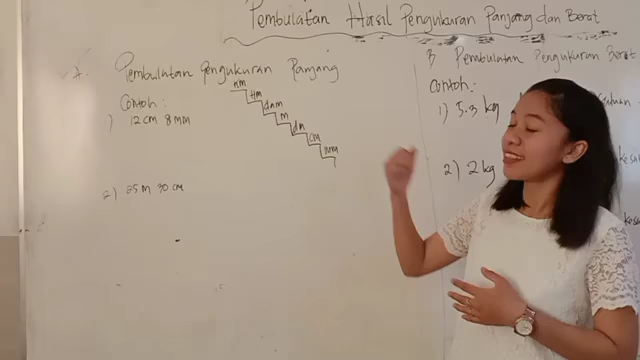 Pembulatan Hasil Pengukuran Panjang dan Berat
A. Pembulatan Pengukuran Panjang
Contoh :
1) 12 cm 8 mm
2) 25 m 30 cm
Km
Hm
dam
m
dm
cm
mm
B Pembulatan Pengukuran Berat
Contoh :
1) 5.3 kg
2) 2 kg